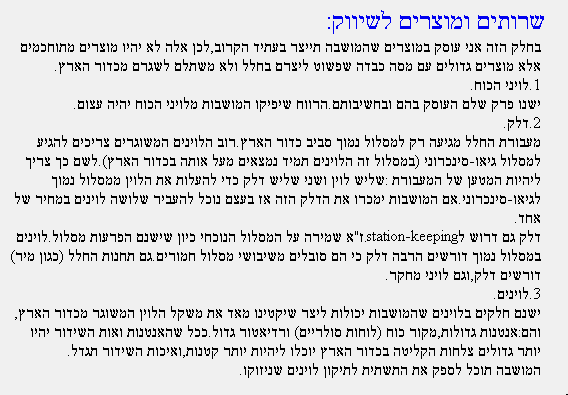 שרותים ומוצרים לשיווק:
בחלק הזה אני עוסק במוצרים שהמושבה תייצר בעתיד הקרוב,לכן אלה לא יהיו מוצרים מתוחכמים
אלא מוצרים גדולים עם מסה כבדה שפשוט ליצרם בחלל ולא משתלם לשגרם מכדור הארץ.
1.לויני הכוח.
ישנו פרק שלם העוסק בהם ובחשיבותם.הרווח שיפיקו המושבות מלויני הכוח יהיה עצום.
2.דלק.
מעבורת החלל מגיעה רק למסלול נמוך סביב כדור הארץ.רוב הלוינים המשוגרים צריכים להגיע
למסלול גיאו-סינכרוני (במסלול זה הלוינים תמיד נמצאים מעל אותה בכדור הארץ).לשם כך צריך
ליהיות המטען של המעבורת :שליש לוין ושני שליש דלק כדי להעלות את הלוין ממסלול נמוך
לגיאו-סינכרוני.אם המושבות ימכרו את הדלק הזה אז בעצם נוכל להעביר שלושה לוינים במחיר של
אחד.
דלק גם דרוש לstation-keeping.ז"א שמירה על המסלול הנוכחי כיון שישנם הפרעות מסלול.לוינים
במסלול נמוך דורשים הרבה דלק כי הם סובלים משיבושי מסלול חמורים.גם תחנות החלל (כגון מיר)
דורשים דלק,וגם לויני מחקר.
3.לוינים.
ישנם חלקים בלוינים שהמושבות יכולות ליצר שיקטינו מאד את משקל הלוין המשוגר מכדור הארץ,
והם:אנטנות גדולות,מקור כוח (לוחות סולריים) ורדיאטור גדול.ככל שהאנטנות ואות השידור יהיו
יותר גדולים צלחות הקליטה בכדור הארץ יוכלו ליהיות יותר קטנות,ואיכות השידור תגדל.
המושבה תוכל לספק את התשתית לתיקון לוינים שניזוקו.